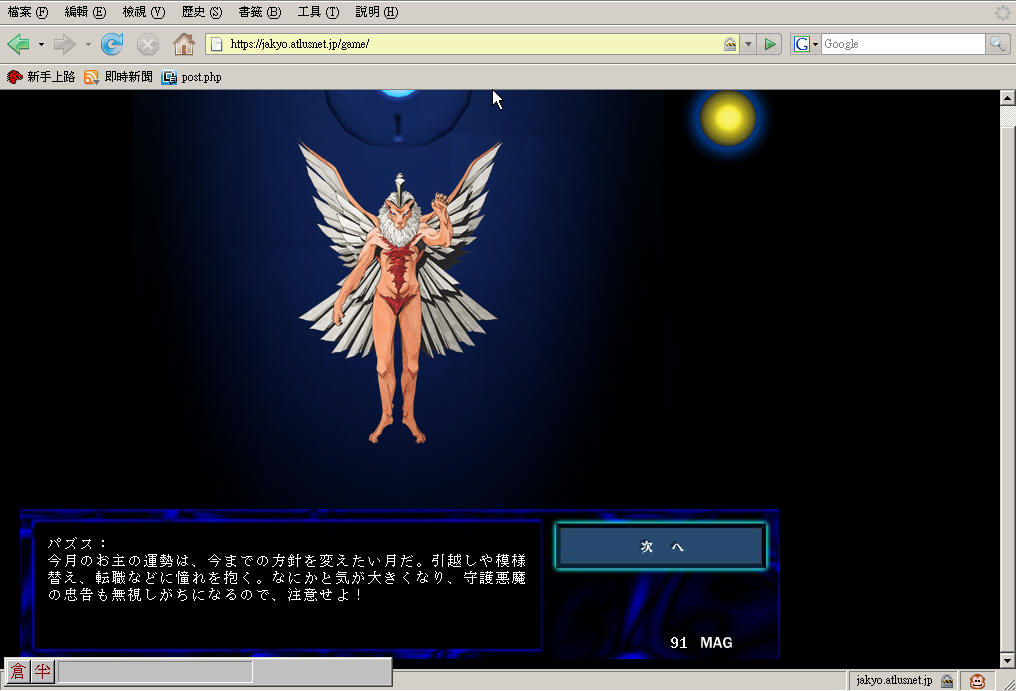 檔案 (F) 編輯 (E) 檢視 (V) 歷史 (S) 書籤 (B) 工具 (T) 說明 (H)
https://jakyo.atlusnet.jp/game/ G Google
新手上路 即時新聞 post.php
パズス：
今月のお主の運勢は、今までの方針を変えたい月だ。引越しや模様
替え、転職などに憧れを抱く。なにかと気が大きくなり、守護悪魔
の忠告も無視しがちになるので、注意せよ！
次 へ
91 MAG
倉 半
jakyo.atlusnet.jp